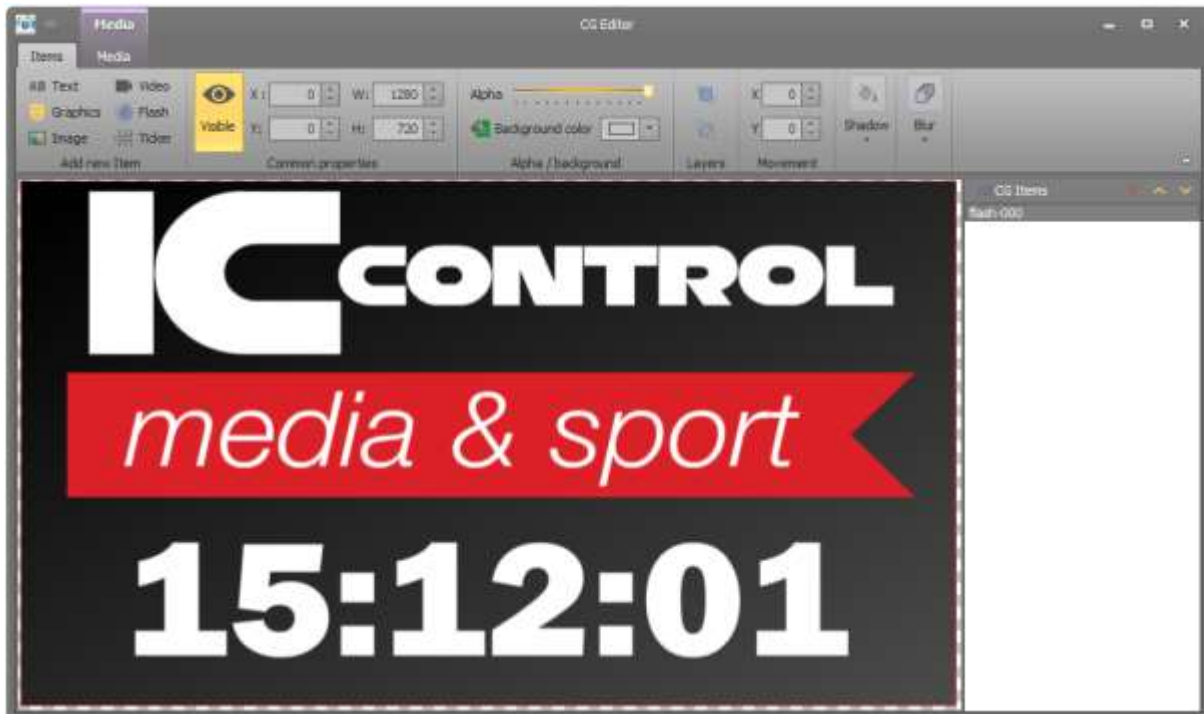 Media
CG Editor
Items
Media
AB Text
Video
Graphics
Flash
Image
Ticker
Add new Item
Visible
X: 0
W: 1280
Y: 0
H: 720
Common properties
Alpha
Background color
Alpha / background
Layers
X 0
Y 0
Movement
Shadow
Blur
CG Items
flash-000
IC CONTROL
media & sport
15:12:01